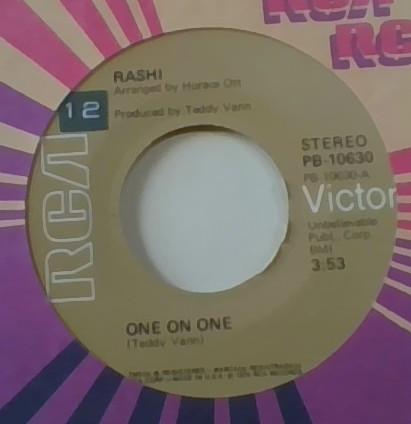 RCA
RCA
RASHI
Arranged by Horace Ott
12
Produced by Teddy Vann
STEREO
PB-10630
PB-10630-A
RCA
Victor
Unbelievable
Publ. Corp.
BMI
3:53
ONE ON ONE
(Teddy Vann)